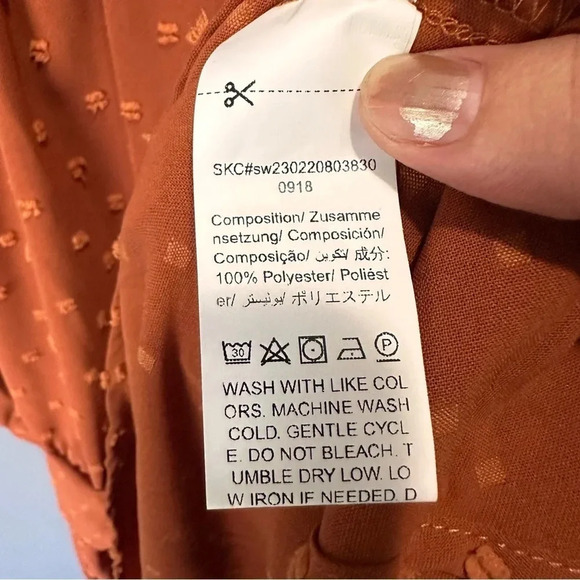 SKC#sw230220803830
0918
Composition/ Zusamme
nsetzung/ Composición/
Composição/ تكوين/ 成分:
100% Polyester/ Poliést
er/ بوليستر/ ポリエステル
30 P
WASH WITH LIKE COL
ORS. MACHINE WASH
COLD. GENTLE CYCL
E. DO NOT BLEACH. T
UMBLE DRY LOW. LO
W IRON IF NEEDED. D